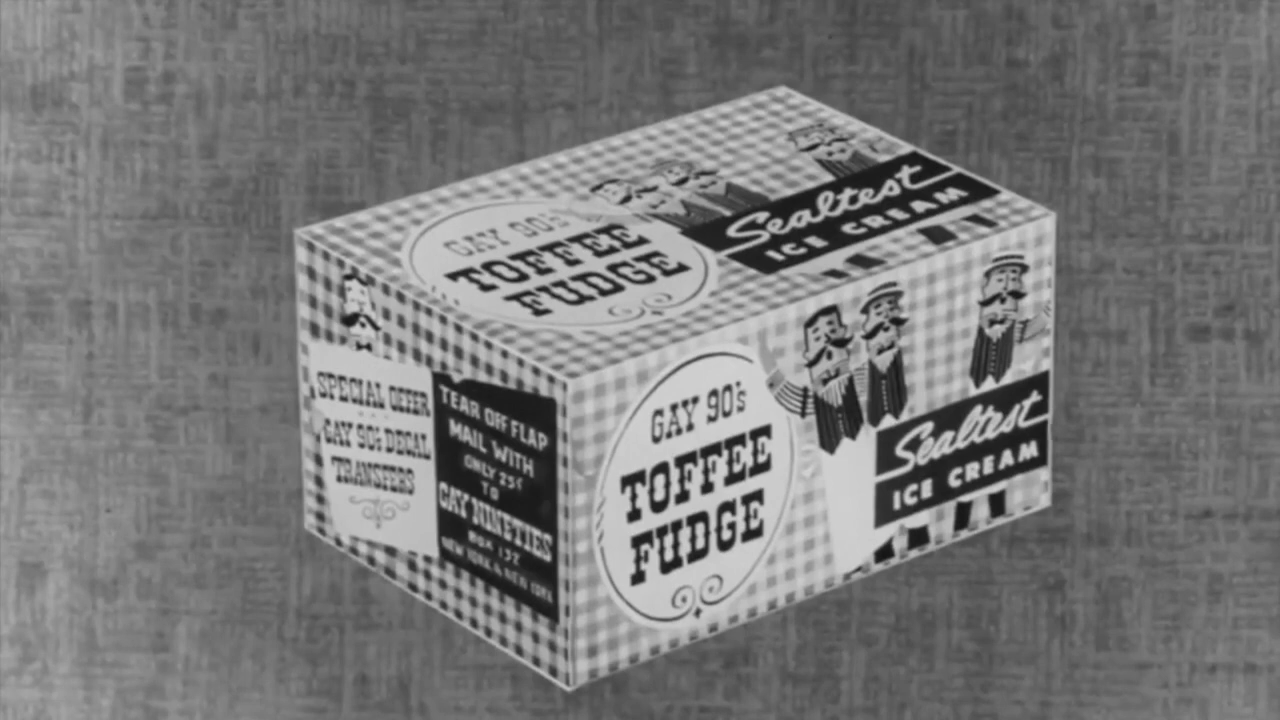 GAY 90's
TOFFEE
FUDGE
Sealtest
ICE CREAM
SPECIAL OFFER
GAY 90's DECAL
TRANSFERS
TEAR OFF FLAP
MAIL WITH
ONLY 25¢
TO
GAY NINETIES
BOX 132
NEW YORK 8, NEW YORK
GAY 90's
TOFFEE
FUDGE
Sealtest
ICE CREAM